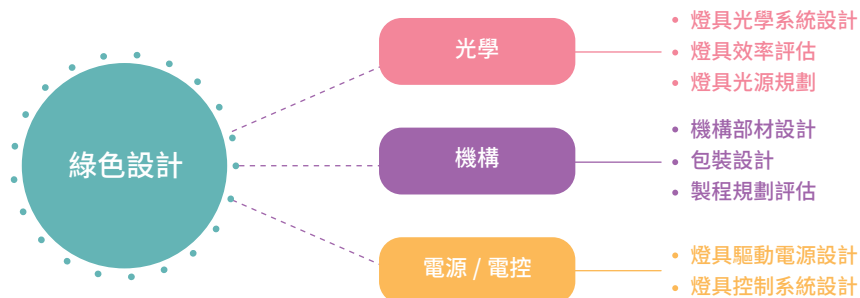 綠色設計
光學
• 燈具光學系統設計
• 燈具效率評估
• 燈具光源規劃
機構
• 機構部材設計
• 包裝設計
• 製程規劃評估
電源 / 電控
• 燈具驅動電源設計
• 燈具控制系統設計